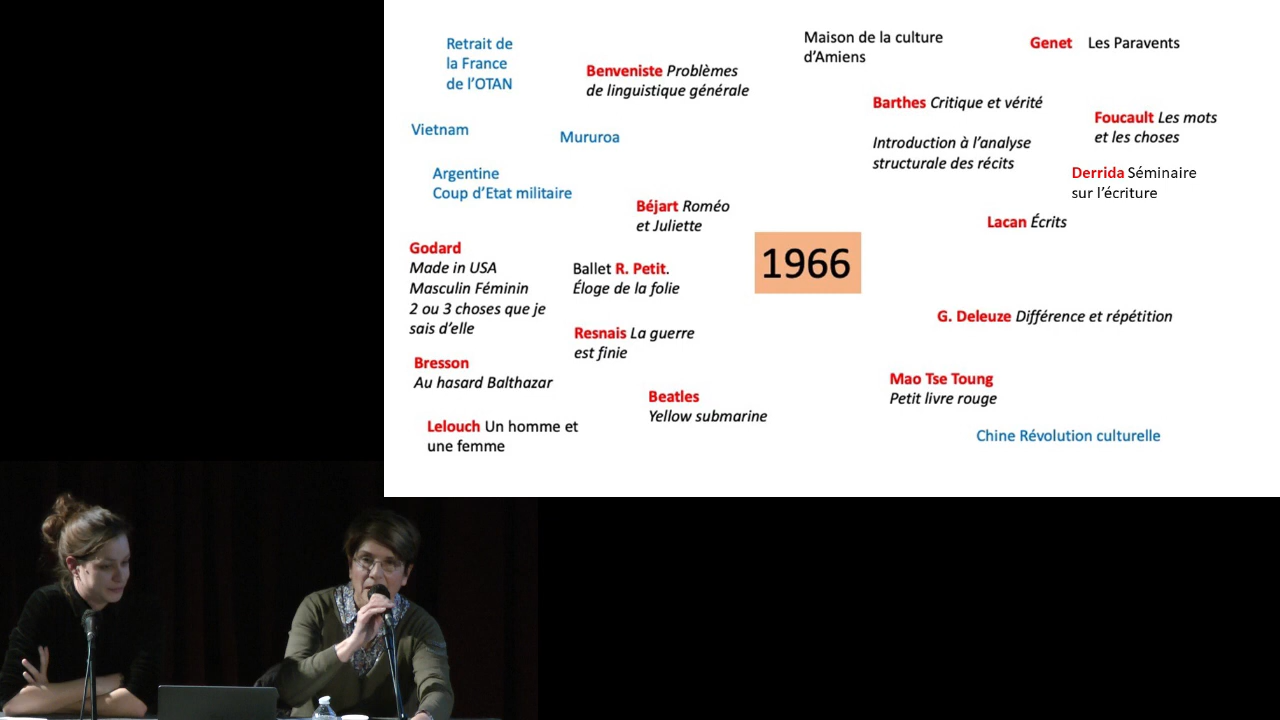 Retrait de
la France
de l'OTAN
Benveniste Problèmes
de linguistique générale
Maison de la culture
d'Amiens
Genet Les Paravents
Barthes Critique et vérité
Introduction à l'analyse
structurale des récits
Foucault Les mots
et les choses
Vietnam
Mururoa
Argentine
Coup d'Etat militaire
Derrida Séminaire
sur l'écriture
Béjart Roméo
et Juliette
Lacan Écrits
1966
Godard
Made in USA
Masculin Féminin
2 ou 3 choses que je
sais d'elle
Ballet R. Petit.
Éloge de la folie
G. Deleuze Différence et répétition
Resnais La guerre
est finie
Bresson
Au hasard Balthazar
Mao Tse Toung
Petit livre rouge
Beatles
Yellow submarine
Lelouch Un homme et
une femme
Chine Révolution culturelle